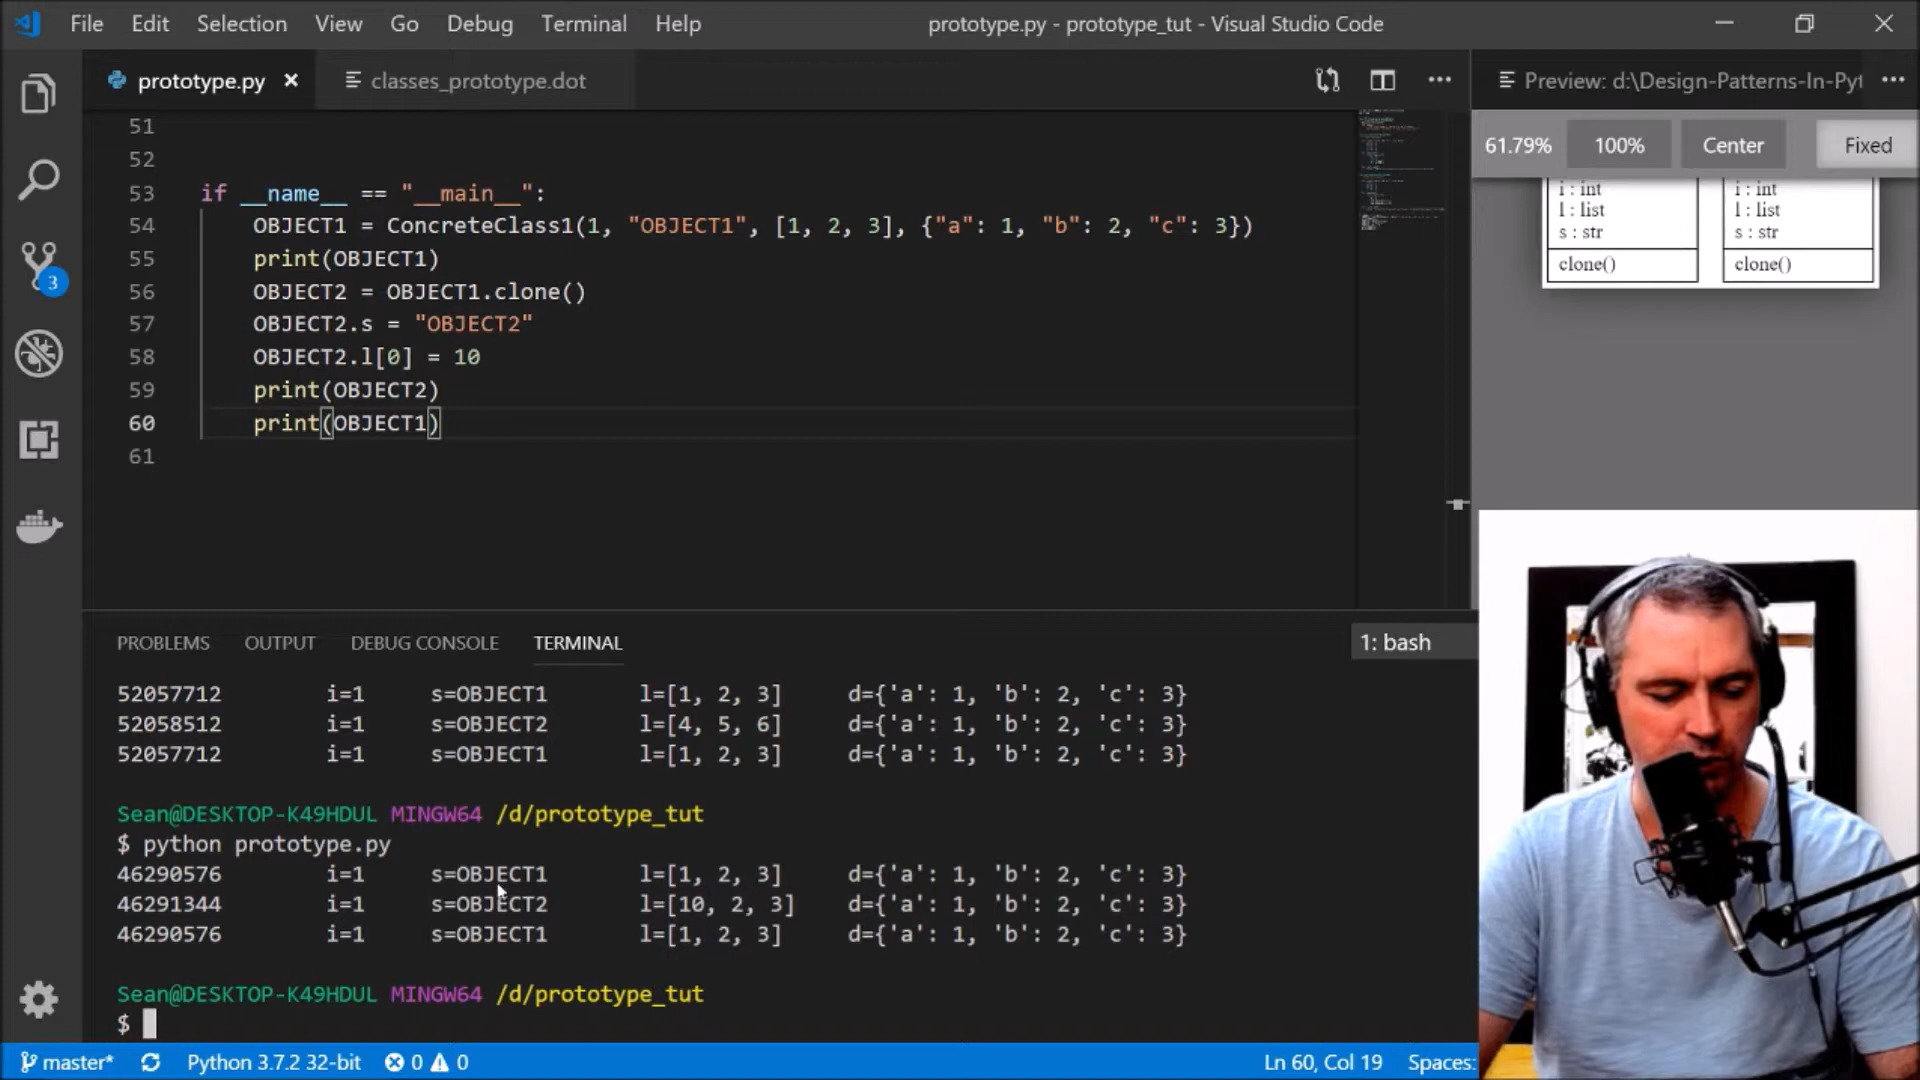 File Edit Selection View Go Debug Terminal Help
prototype.py - prototype_tut - Visual Studio Code
prototype.py
classes_prototype.dot
Preview: d:\Design-Patterns-In-Pyt
61.79% 100% Center Fixed
51
52
53 if __name__ == "__main__":
54 OBJECT1 = ConcreteClass1(1, "OBJECT1", [1, 2, 3], {"a": 1, "b": 2, "c": 3})
55 print(OBJECT1)
56 OBJECT2 = OBJECT1.clone()
57 OBJECT2.s = "OBJECT2"
58 OBJECT2.l[0] = 10
59 print(OBJECT2)
60 print(OBJECT1)
61
i : int
l : list
s : str
clone()
i : int
l : list
s : str
clone()
3
PROBLEMS OUTPUT DEBUG CONSOLE TERMINAL
1: bash
52057712 i=1 s=OBJECT1 l=[1, 2, 3] d={'a': 1, 'b': 2, 'c': 3}
52058512 i=1 s=OBJECT2 l=[4, 5, 6] d={'a': 1, 'b': 2, 'c': 3}
52057712 i=1 s=OBJECT1 l=[1, 2, 3] d={'a': 1, 'b': 2, 'c': 3}
Sean@DESKTOP-K49HDUL MINGW64 /d/prototype_tut
$ python prototype.py
46290576 i=1 s=OBJECT1 l=[1, 2, 3] d={'a': 1, 'b': 2, 'c': 3}
46291344 i=1 s=OBJECT2 l=[10, 2, 3] d={'a': 1, 'b': 2, 'c': 3}
46290576 i=1 s=OBJECT1 l=[1, 2, 3] d={'a': 1, 'b': 2, 'c': 3}
Sean@DESKTOP-K49HDUL MINGW64 /d/prototype_tut
$
master* Python 3.7.2 32-bit 0 0 Ln 60, Col 19 Spaces: